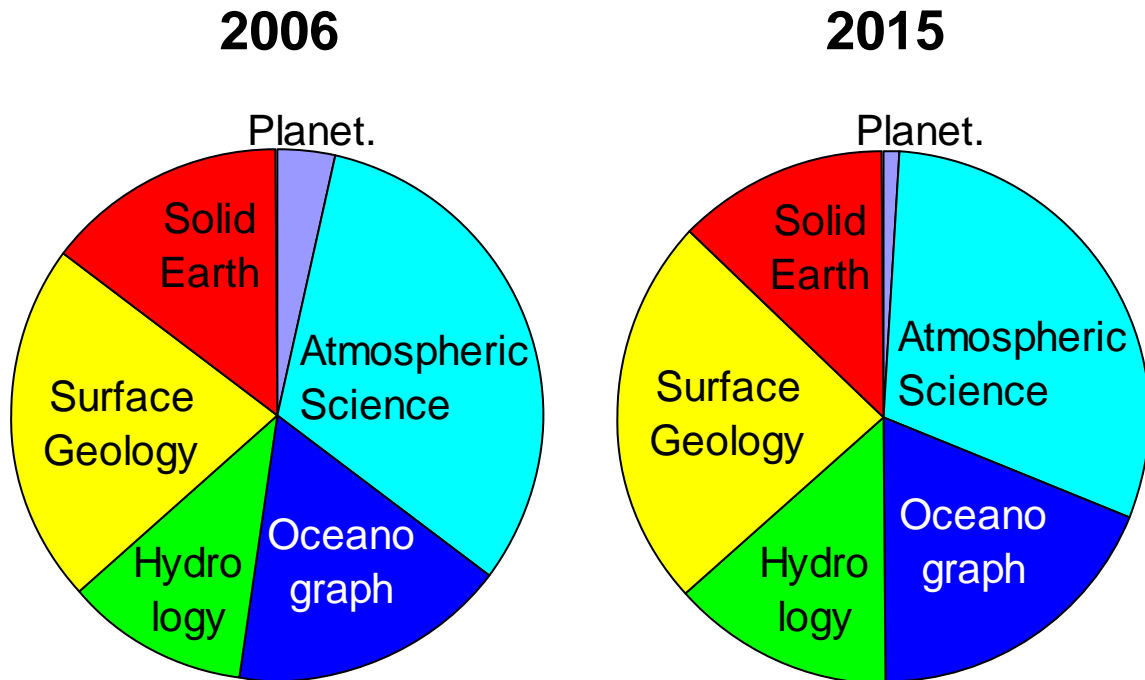 2006
Planet.
Solid
Earth
Atmospheric
Science
Surface
Geology
Oceano
graph
Hydro
logy
2015
Planet.
Solid
Earth
Atmospheric
Science
Surface
Geology
Oceano
graph
Hydro
logy